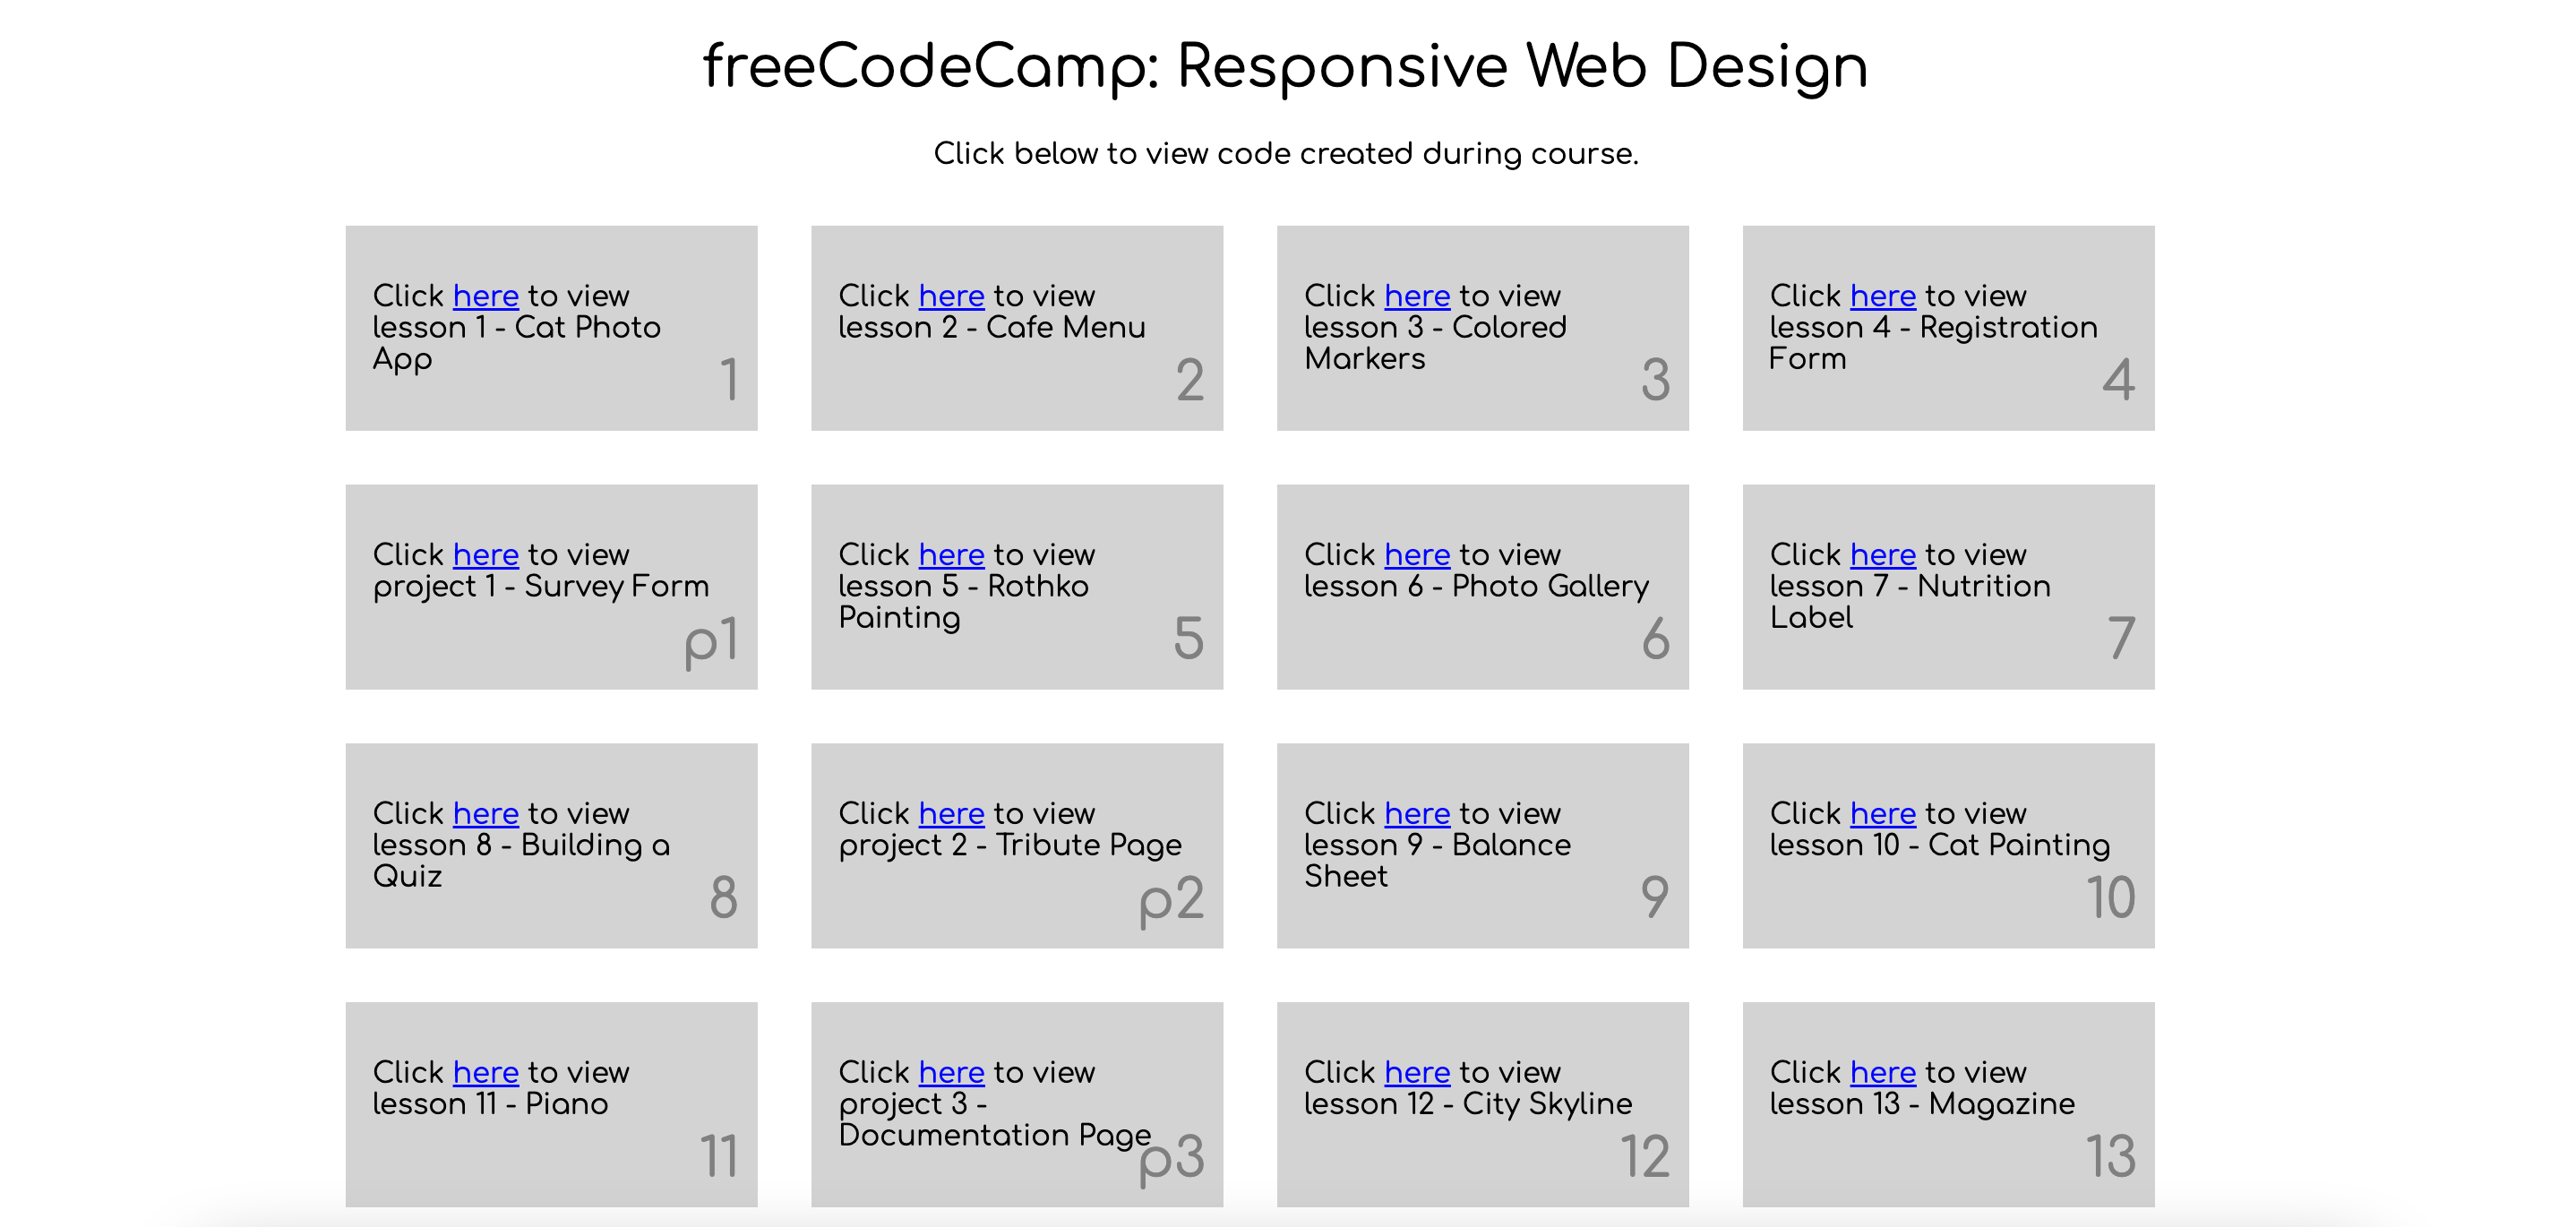 freeCodeCamp: Responsive Web Design
Click below to view code created during course.
Click here to view
lesson 1 - Cat Photo
App
1
Click here to view
lesson 2 - Cafe Menu
2
Click here to view
lesson 3 - Colored
Markers
3
Click here to view
lesson 4 - Registration
Form
4
Click here to view
project 1 - Survey Form
p1
Click here to view
lesson 5 - Rothko
Painting
5
Click here to view
lesson 6 - Photo Gallery
6
Click here to view
lesson 7 - Nutrition
Label
7
Click here to view
lesson 8 - Building a
Quiz
8
Click here to view
project 2 - Tribute Page
p2
Click here to view
lesson 9 - Balance
Sheet
9
Click here to view
lesson 10 - Cat Painting
10
Click here to view
lesson 11 - Piano
11
Click here to view
project 3 -
Documentation Page
p3
Click here to view
lesson 12 - City Skyline
12
Click here to view
lesson 13 - Magazine
13